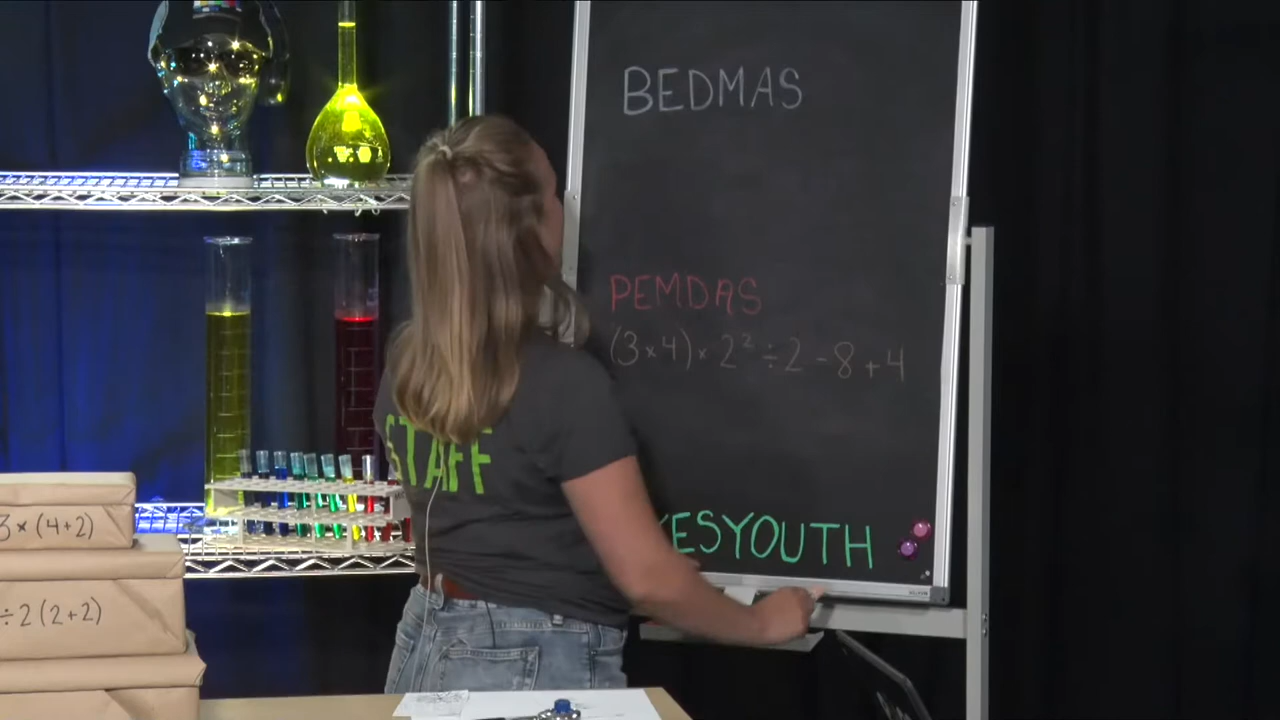 BEDMAS
PEMDAS
(3×4)×2²÷2-8+4
ESYOUTH
STAFF
3×(4+2)
÷2(2+2)